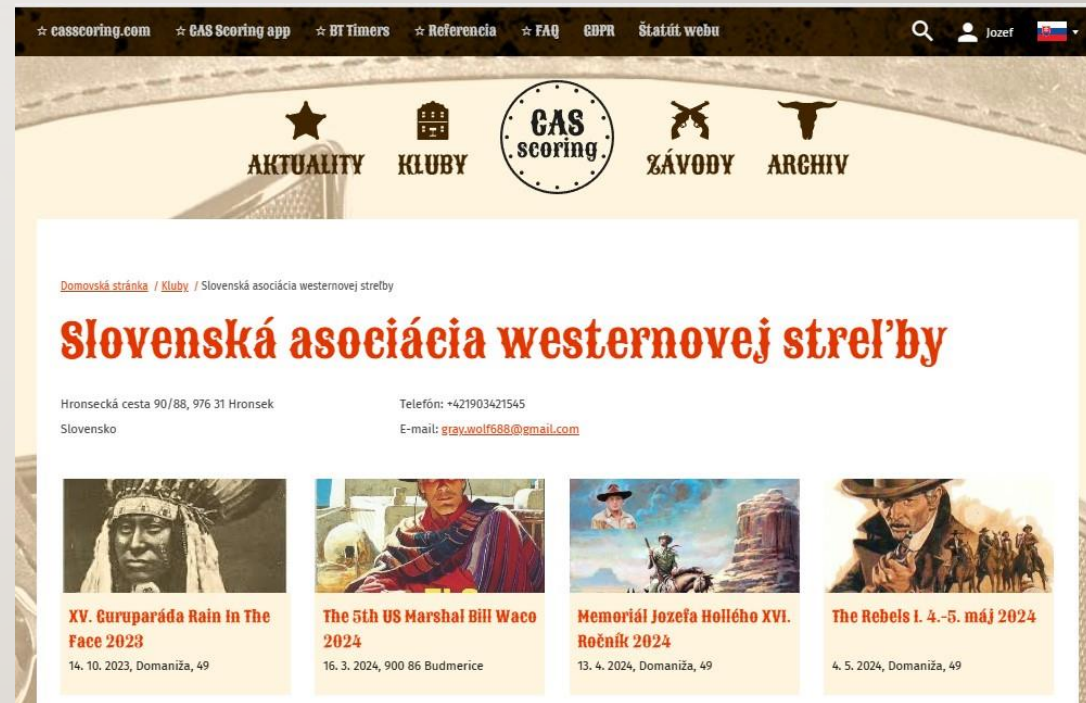 ☆ casscoring.com ☆ CAS Scoring app ☆ BT Timers ☆ Referencia ☆ FAQ GDPR Štatút webu Jozef
AKTUALITY KLUBY CAS scoring ZÁVODY ARCHIV
Domovská stránka / Kluby / Slovenská asociácia westernovej streľby
Slovenská asociácia westernovej streľby
Hronsecká cesta 90/88, 976 31 Hronsek
Slovensko
Telefón: +421903421545
E-mail: gray.wolf688@gmail.com
XV. Curuparáda Rain In The
Face 2023
14. 10. 2023, Domaniža, 49
The 5th US Marshal Bill Waco
2024
16. 3. 2024, 900 86 Budmerice
Memoriál Jozefa Hollého XVI.
Ročník 2024
13. 4. 2024, Domaniža, 49
The Rebels I. 4.-5. máj 2024
4. 5. 2024, Domaniža, 49